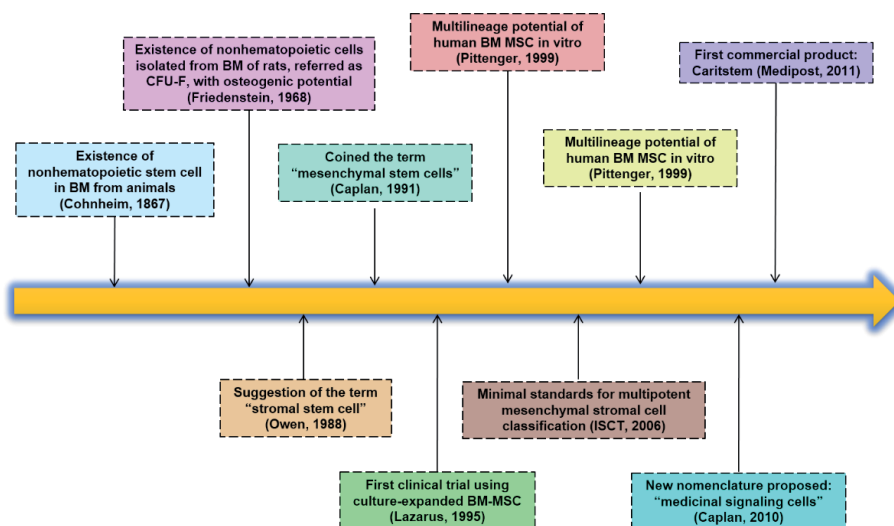 Existence of nonhematopoietic cells
isolated from BM of rats, referred as
CFU-F, with osteogenic potential
(Friedenstein, 1968)
Multilineage potential of
human BM MSC in vitro
(Pittenger, 1999)
First commercial product:
Caritstem (Medipost, 2011)
Existence of
nonhematopoietic stem cell
in BM from animals
(Cohnheim, 1867)
Coined the term
“mesenchymal stem cells”
(Caplan, 1991)
Multilineage potential of
human BM MSC in vitro
(Pittenger, 1999)
Suggestion of the term
“stromal stem cell”
(Owen, 1988)
Minimal standards for multipotent
mesenchymal stromal cell
classification (ISCT, 2006)
First clinical trial using
culture-expanded BM-MSC
(Lazarus, 1995)
New nomenclature proposed:
“medicinal signaling cells”
(Caplan, 2010)